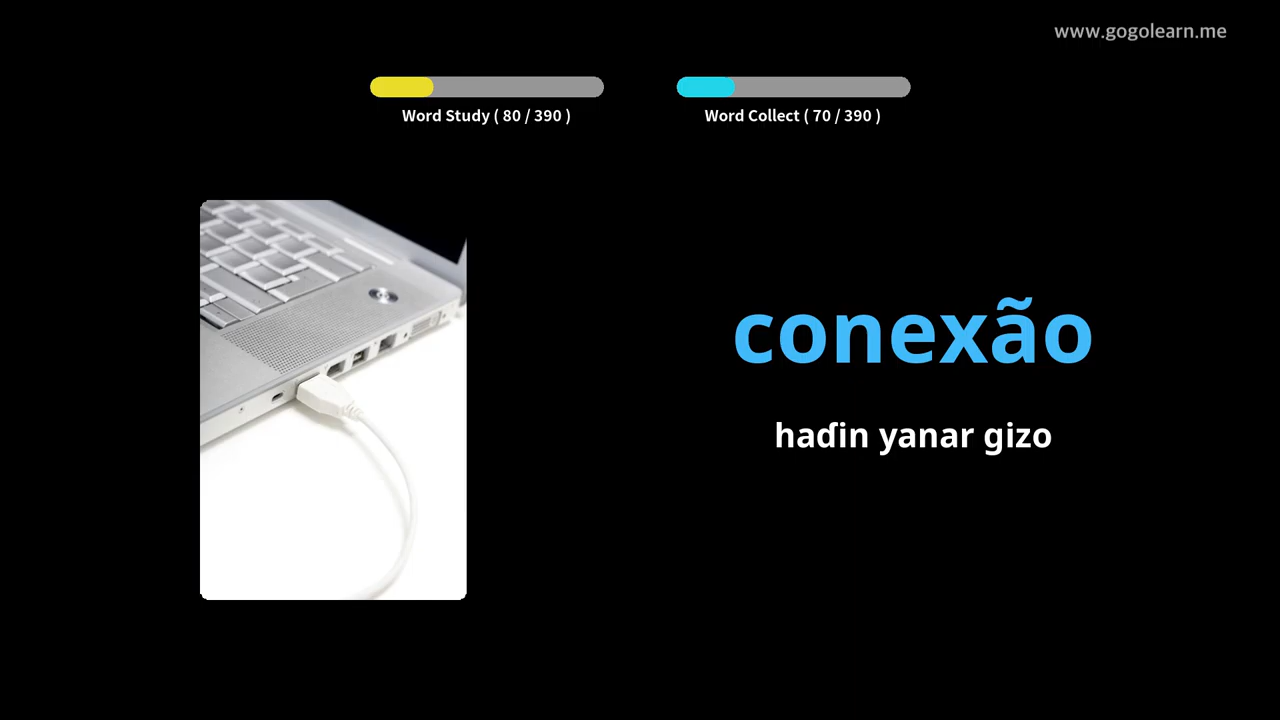 www.gogolearn.me
Word Study ( 80 / 390 )
Word Collect ( 70 / 390 )
conexão
haɗin yanar gizo